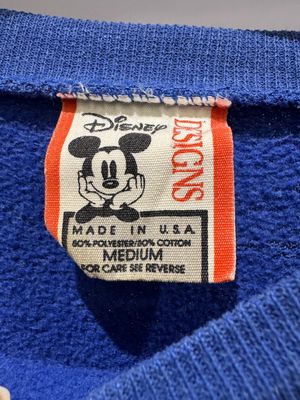 Disney
DESIGNS
MADE IN U.S.A.
50% POLYESTER/50% COTTON
MEDIUM
FOR CARE SEE REVERSE